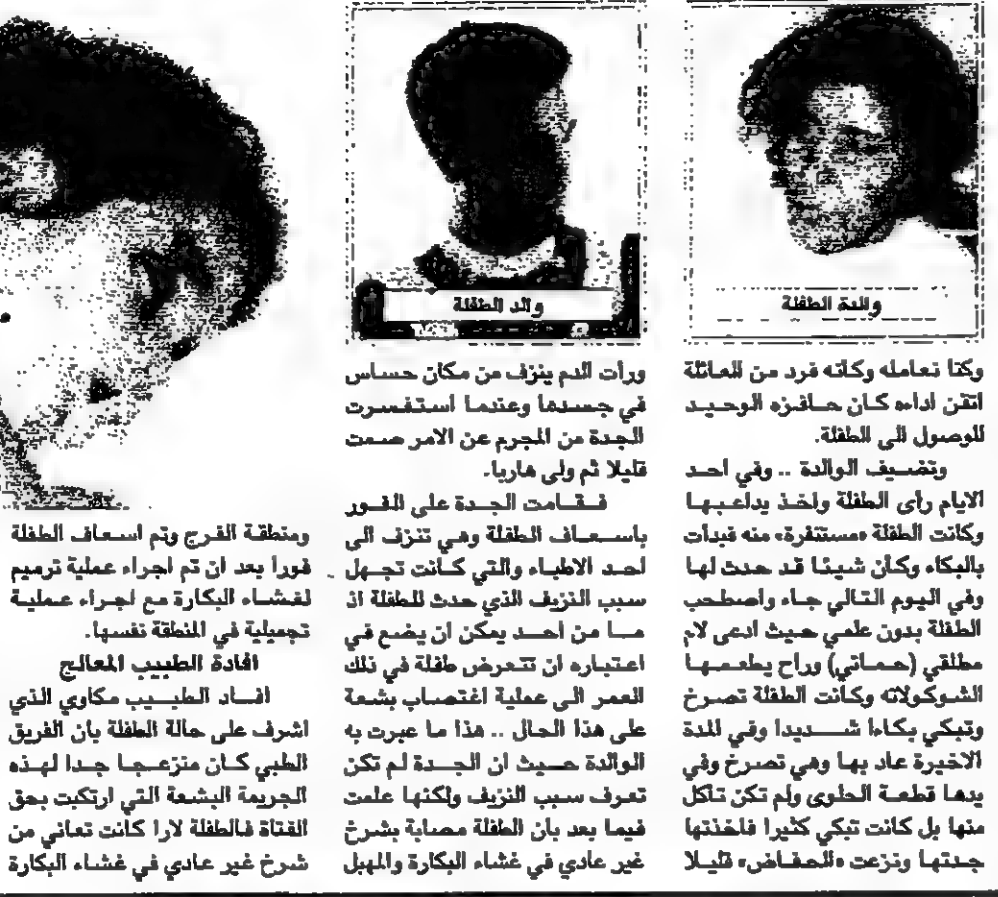 والدة الطفلة
وكنا نعامله وكانه فرد من العائلة
اتقن اداءه كان حافزه الوحيد
للوصول الى الطفلة.
وتضيف الوالدة .. وفي احد
الايام رأى الطفلة واخذ يداعبها
وكانت الطفلة «مستنفرة» منه فبدأت
بالبكاء وكأن شيئا قد حدث لها
وفي اليوم التالي جاء واصطحب
الطفلة بدون علمي حيث ادعى لام
مطلقي (حماتي) وراح يطعمها
الشوكولاته وكانت الطفلة تصرخ
وتبكي بكاءا شديدا وفي المدة
الاخيرة عاد بها وهي تصرخ وفي
يدها قطعة الحلوى ولم تكن تاكل
منها بل كانت تبكي كثيرا فاخذتها
جدتها ونزعت «الحفاض» قليلا
والد الطفلة
ورأت الدم ينزف من مكان حساس
في جسدها وعندما استفسرت
الجدة من المجرم عن الامر صمت
قليلا ثم ولى هاربا.
فقامت الجدة على الفور
باسعاف الطفلة وهي تنزف الى
احد الاطباء والتي كانت تجهل
سبب النزيف الذي حدث للطفلة اذ
ما من احد يمكن ان يضع في
اعتباره ان تتعرض طفلة في ذلك
العمر الى عملية اغتصاب بشعة
على هذا الحال .. هذا ما عبرت به
الوالدة حيث ان الجدة لم تكن
تعرف سبب النزيف ولكنها علمت
فيما بعد بان الطفلة مصابة بشرخ
غير عادي في غشاء البكارة والمهبل
ومنطقة الفرج وتم اسعاف الطفلة
فورا بعد ان تم اجراء عملية ترميم
لغشاء البكارة مع اجراء عملية
تجميلية في المنطقة نفسها.
افادة الطبيب المعالج
افاد الطبيب مكاوي الذي
اشرف على حالة الطفلة بان الفريق
الطبي كان منزعجا جدا لهذه
الجريمة البشعة التي ارتكبت بحق
الفتاة فالطفلة لارا كانت تعاني من
شرخ غير عادي في غشاء البكارة